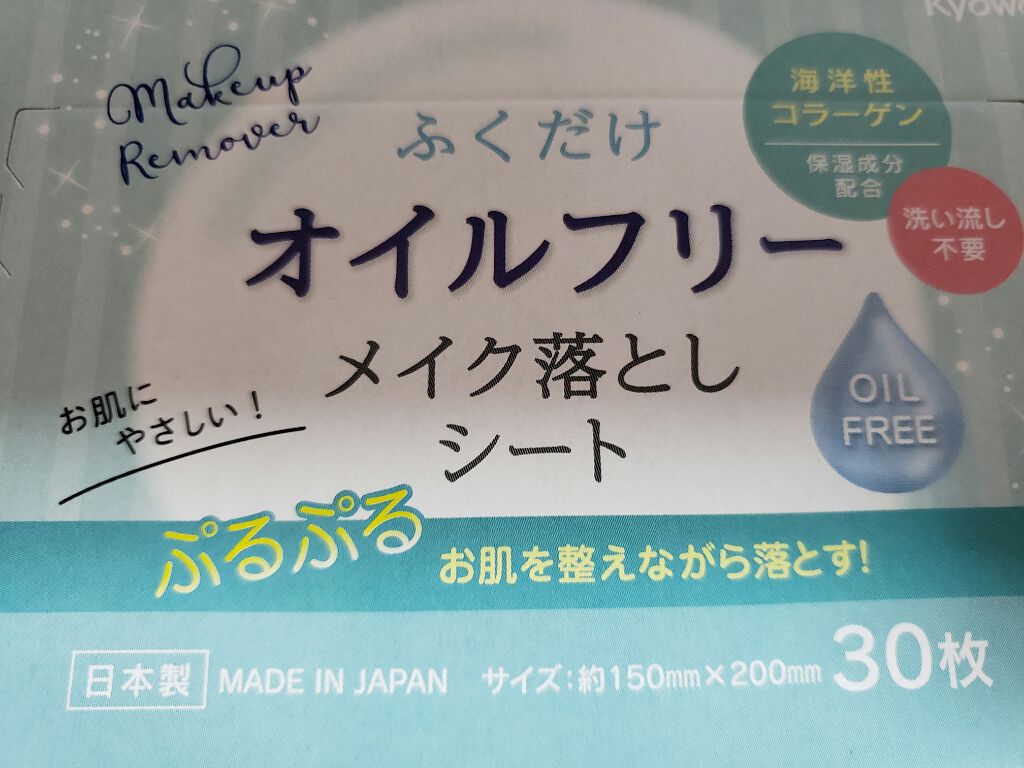 Makeup
Remover
ふくだけ
オイルフリー
メイク落とし
シート
海洋性
コラーゲン
保湿成分
配合
洗い流し
不要
OIL
FREE
お肌に
やさしい！
ぷるぷる
お肌を整えながら落とす！
日本製 MADE IN JAPAN サイズ：約150mm×200mm 30枚